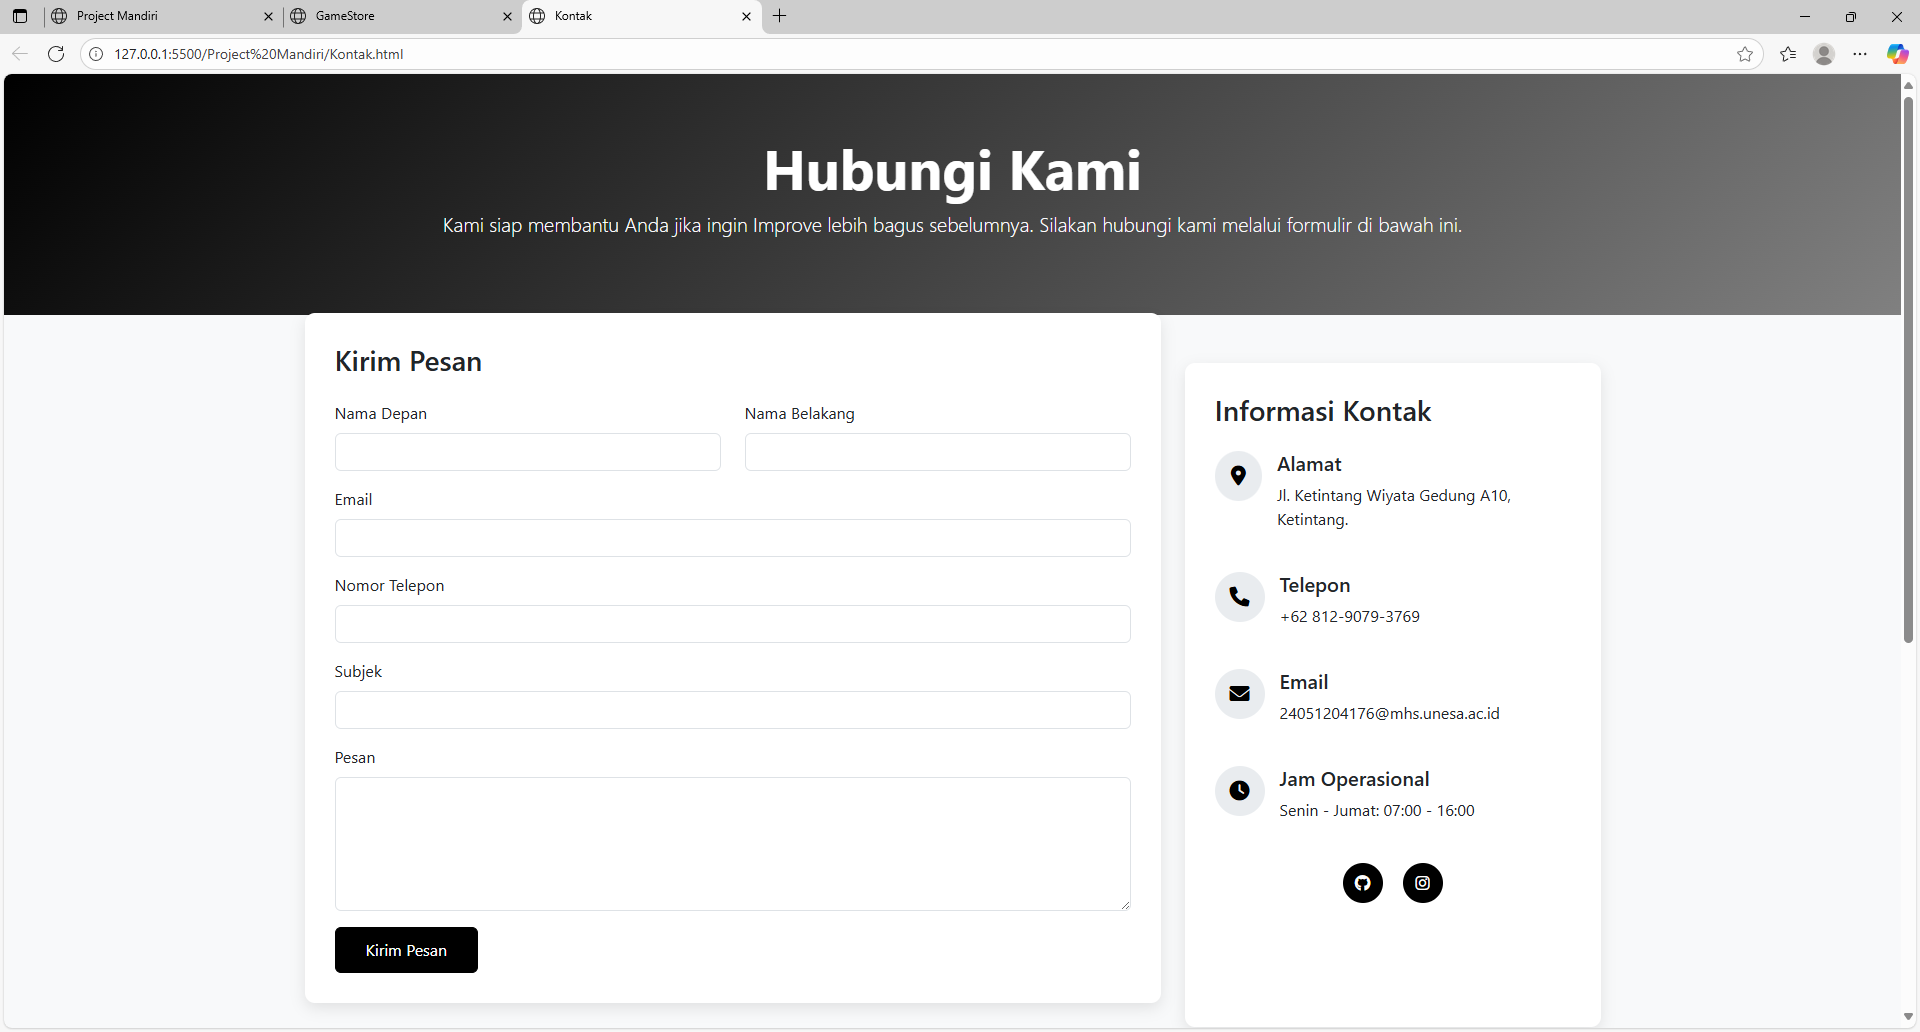 Project Mandiri
GameStore
Kontak
127.0.0.1:5500/Project%20Mandiri/Kontak.html
Hubungi Kami
Kami siap membantu Anda jika ingin Improve lebih bagus sebelumnya. Silakan hubungi kami melalui formulir di bawah ini.
Kirim Pesan
Nama Depan
Nama Belakang
Email
Nomor Telepon
Subjek
Pesan
Kirim Pesan
Informasi Kontak
Alamat
Jl. Ketintang Wiyata Gedung A10,
Ketintang.
Telepon
+62 812-9079-3769
Email
24051204176@mhs.unesa.ac.id
Jam Operasional
Senin - Jumat: 07:00 - 16:00